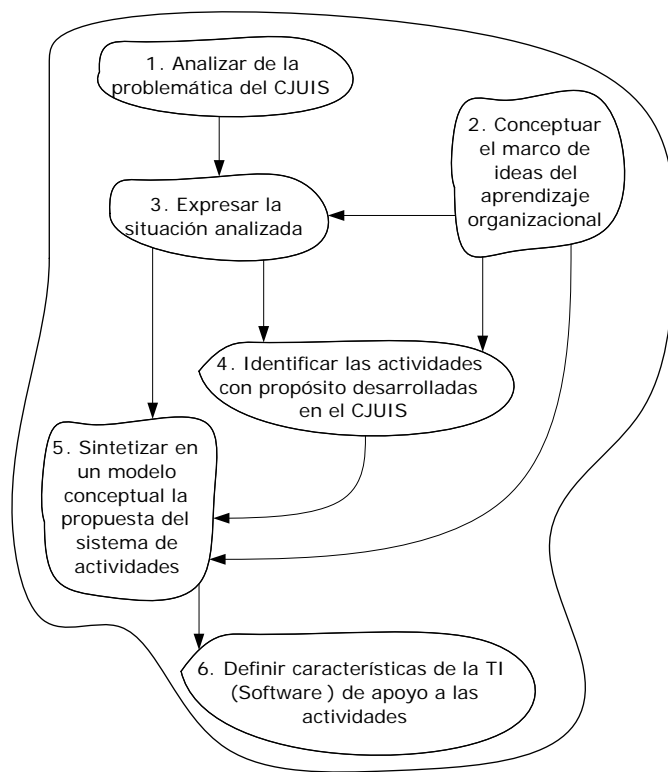 1. Analizar de la
problemática del CJUIS
2. Conceptuar
el marco de
ideas del
aprendizaje
organizacional
3. Expresar la
situación analizada
4. Identificar las actividades
con propósito desarrolladas
en el CJUIS
5. Sintetizar en
un modelo
conceptual la
propuesta del
sistema de
actividades
6. Definir características de la TI
(Software) de apoyo a las
actividades